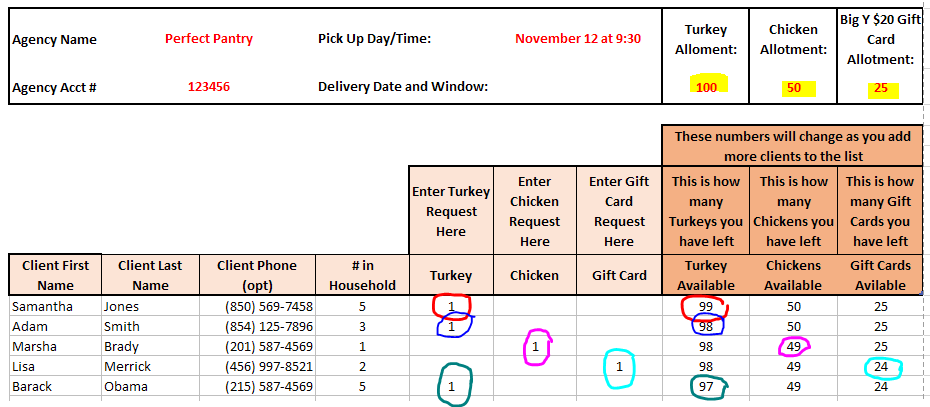 Agency Name Perfect Pantry Pick Up Day/Time: November 12 at 9:30 Turkey Alloment: Chicken Allotment: Big Y $20 Gift Card Allotment:
Agency Acct # 123456 Delivery Date and Window: 100 50 25
These numbers will change as you add
more clients to the list
Enter Turkey Request Here Enter Chicken Request Here Enter Gift Card Request Here This is how many Turkeys you have left This is how many Chickens you have left This is how many Gift Cards you have left
Client First Name Client Last Name Client Phone (opt) # in Household Turkey Chicken Gift Card Turkey Available Chickens Available Gift Cards Avilable
Samantha Jones (850) 569-7458 5 1 99 50 25
Adam Smith (854) 125-7896 3 1 98 50 25
Marsha Brady (201) 587-4569 1 1 98 49 25
Lisa Merrick (456) 997-8521 2 1 98 49 24
Barack Obama (215) 587-4569 5 1 97 49 24